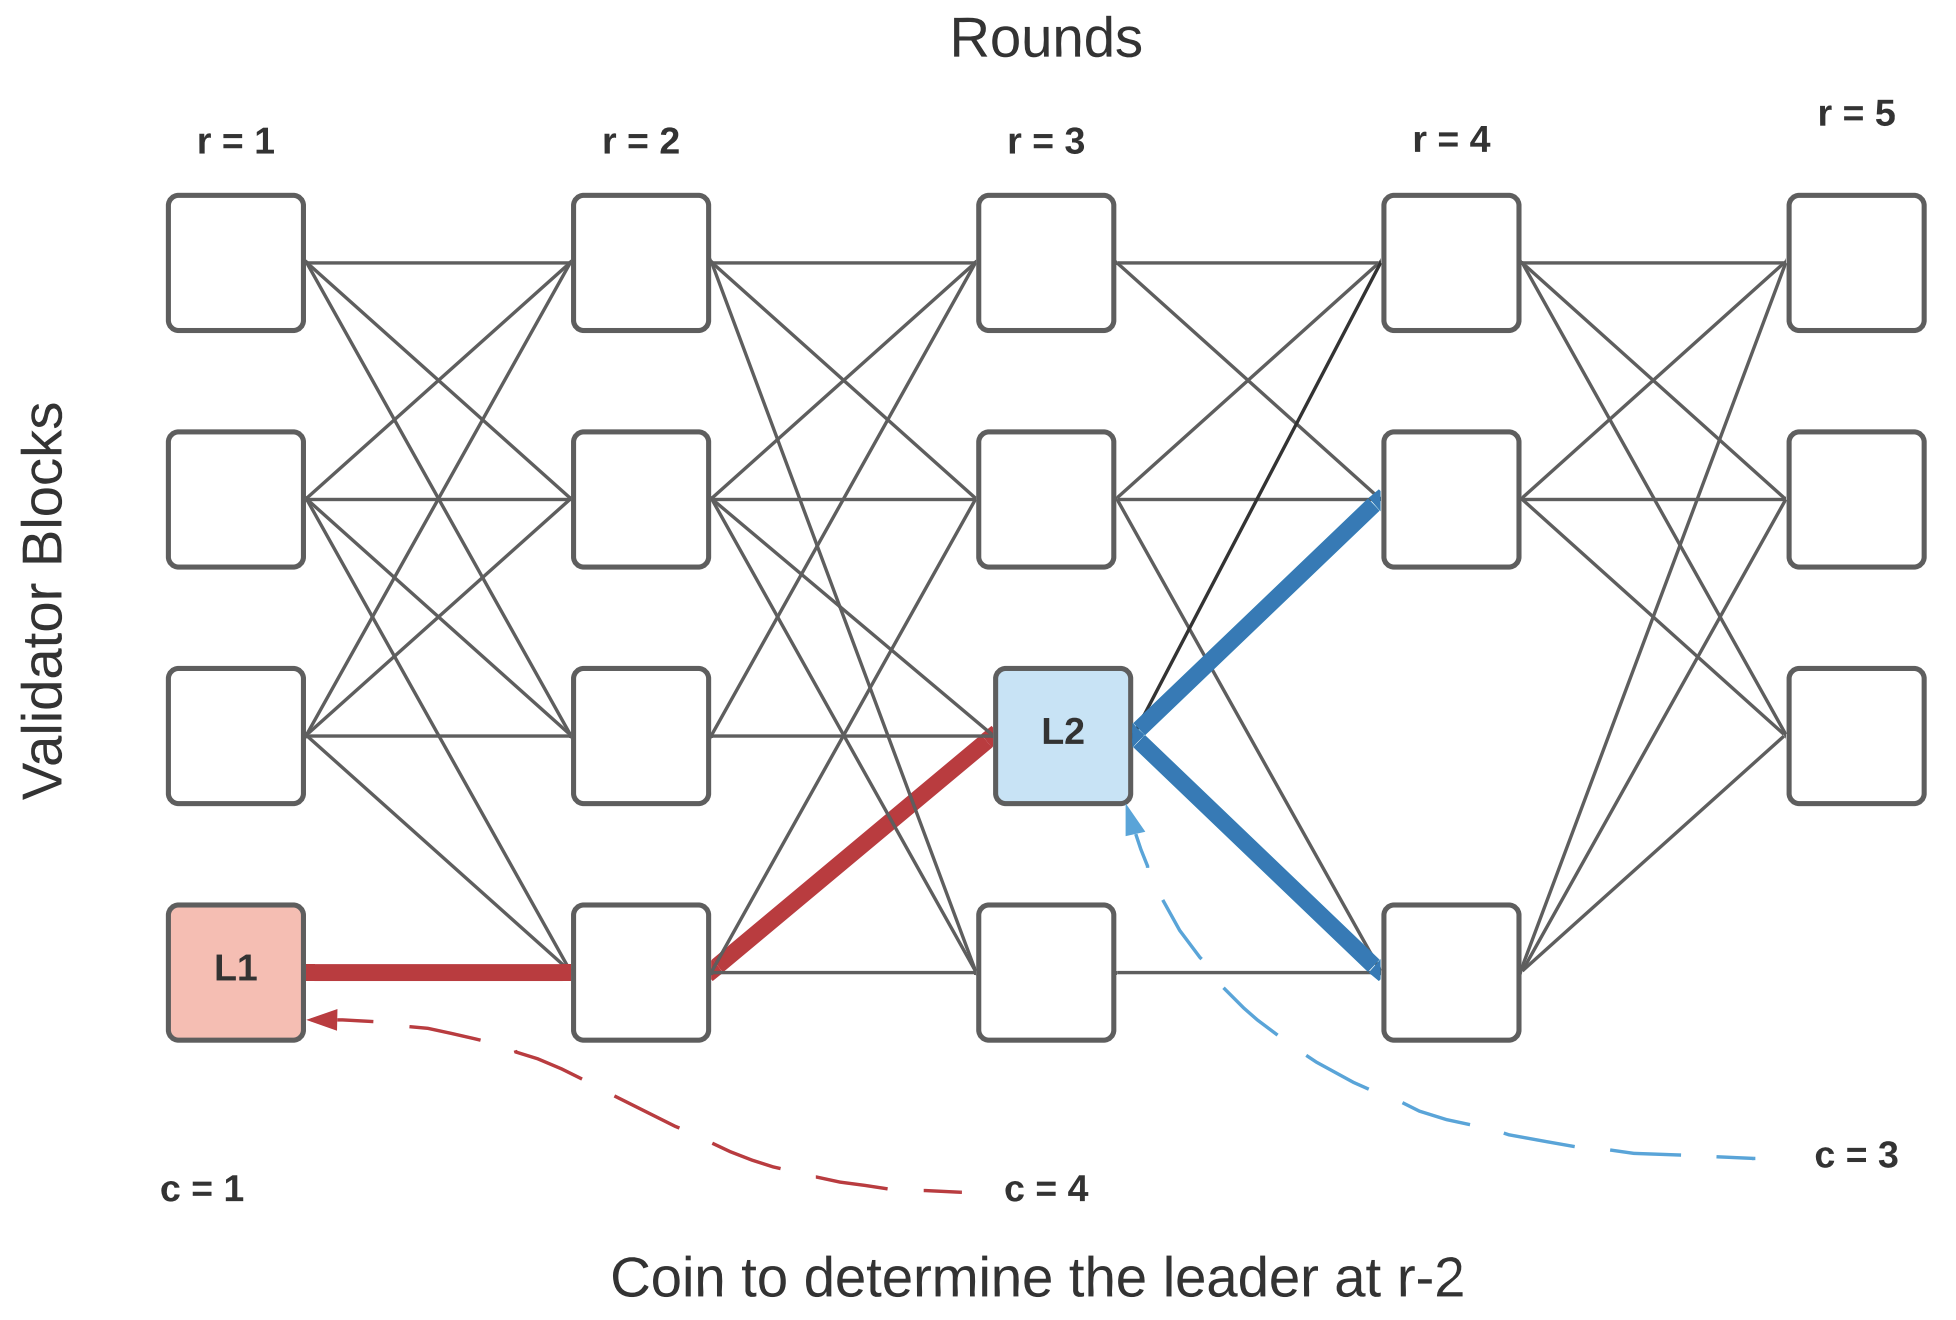 Rounds
r = 1
r = 2
r = 3
r = 4
r = 5
Validator Blocks
L2
L1
c = 1
c = 4
c = 3
Coin to determine the leader at r-2